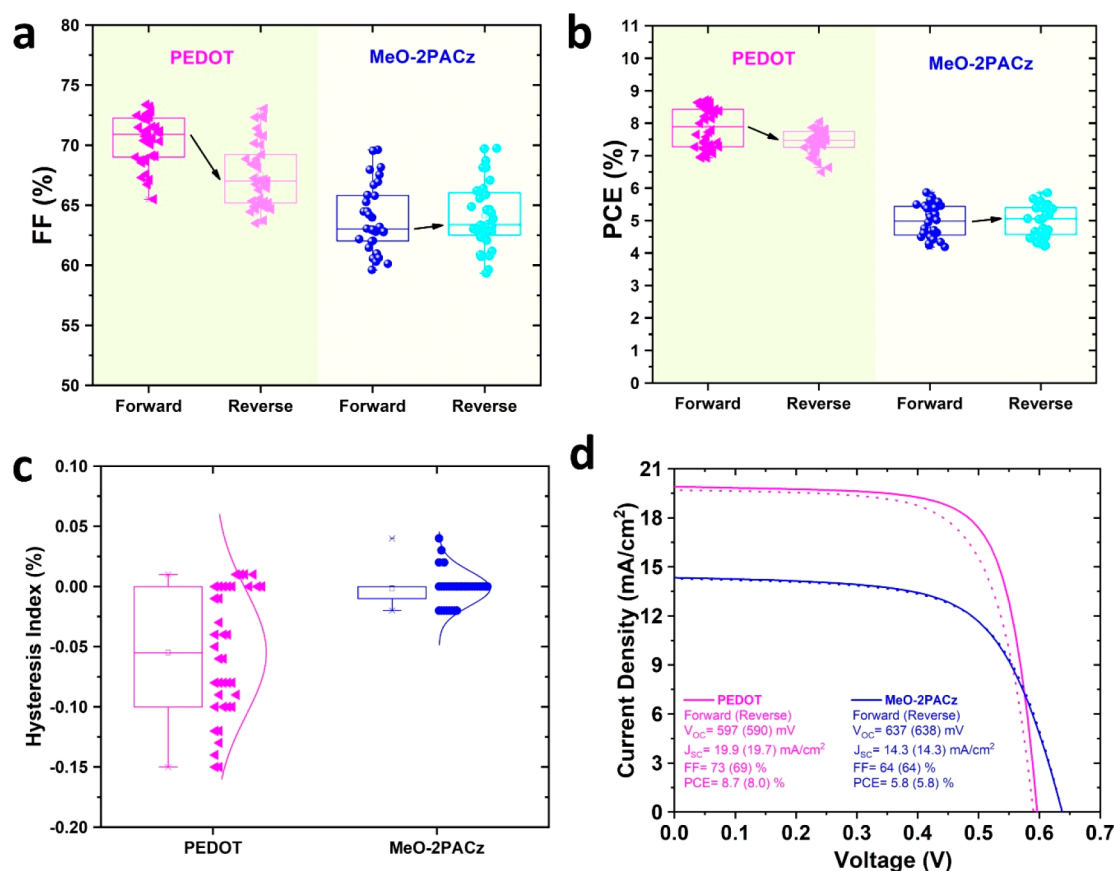 a
80
75
70
65
60
55
50
FF (%)
PEDOT
MeO-2PACz
Forward
Reverse
Forward
Reverse
b
11
10
9
8
7
6
5
4
3
2
1
0
PCE (%)
PEDOT
MeO-2PACz
Forward
Reverse
Forward
Reverse
c
0.10
0.05
0.00
-0.05
-0.10
-0.15
-0.20
Hysteresis Index (%)
PEDOT
MeO-2PACz
d
21
18
15
12
9
6
3
0
Current Density (mA/cm²)
PEDOT
Forward (Reverse)
V_OC= 597 (590) mV
J_SC= 19.9 (19.7) mA/cm²
FF= 73 (69) %
PCE= 8.7 (8.0) %
MeO-2PACz
Forward (Reverse)
V_OC= 637 (638) mV
J_SC= 14.3 (14.3) mA/cm²
FF= 64 (64) %
PCE= 5.8 (5.8) %
0.0 0.1 0.2 0.3 0.4 0.5 0.6 0.7
Voltage (V)